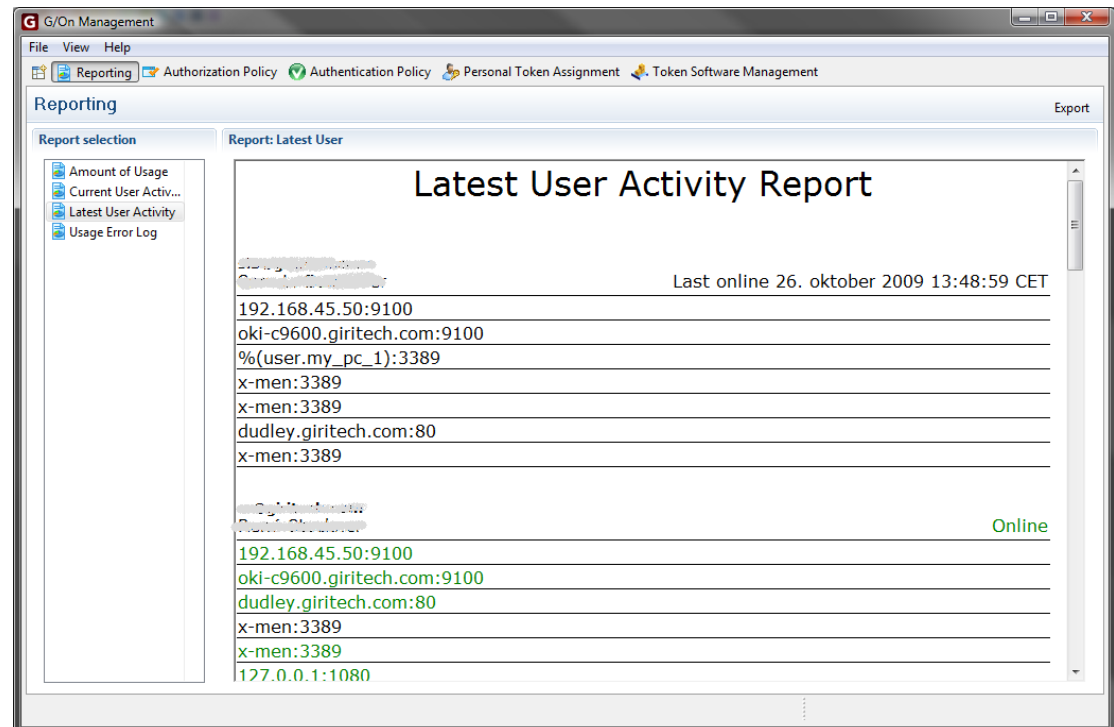 G/On Management
File View Help
Reporting Authorization Policy Authentication Policy Personal Token Assignment Token Software Management
Reporting
Export
Report selection
Amount of Usage
Current User Activ...
Latest User Activity
Usage Error Log
Report: Latest User
Latest User Activity Report
Last online 26. oktober 2009 13:48:59 CET
192.168.45.50:9100
oki-c9600.giritech.com:9100
%(user.my_pc_1):3389
x-men:3389
x-men:3389
dudley.giritech.com:80
x-men:3389
Online
192.168.45.50:9100
oki-c9600.giritech.com:9100
dudley.giritech.com:80
x-men:3389
x-men:3389
127.0.0.1:1080